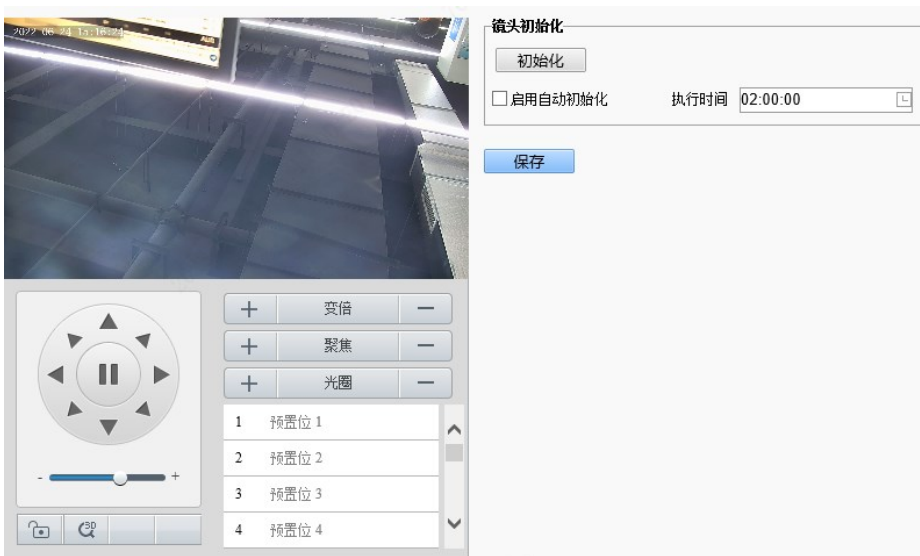 镜头初始化
初始化
启用自动初始化 执行时间 02:00:00
保存
+ 变倍 —
+ 聚焦 —
+ 光圈 —
1 预置位 1
2 预置位 2
3 预置位 3
4 预置位 4
- +
3D